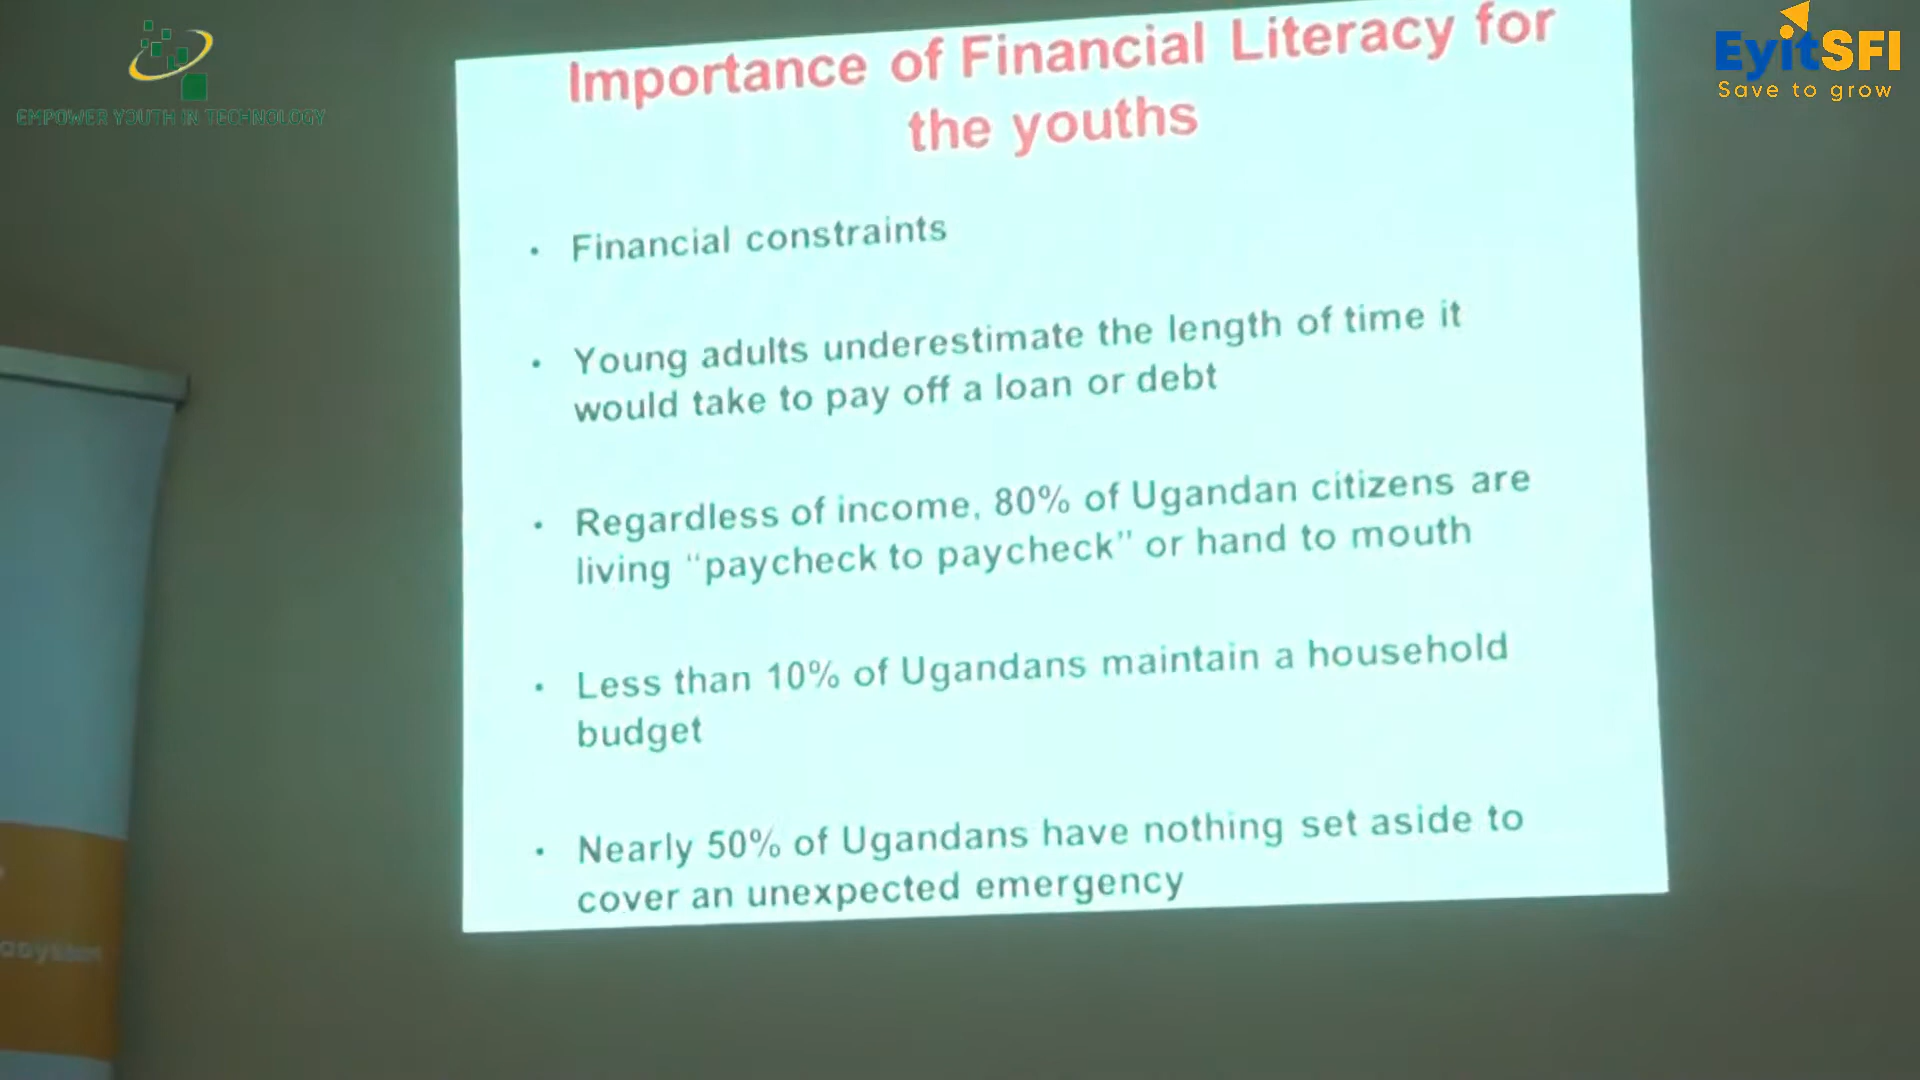 EMPOWER YOUTH IN TECHNOLOGY
EyitSFI
Save to grow
Importance of Financial Literacy for
the youths
• Financial constraints
• Young adults underestimate the length of time it
would take to pay off a loan or debt
• Regardless of income, 80% of Ugandan citizens are
living “paycheck to paycheck” or hand to mouth
• Less than 10% of Ugandans maintain a household
budget
• Nearly 50% of Ugandans have nothing set aside to
cover an unexpected emergency